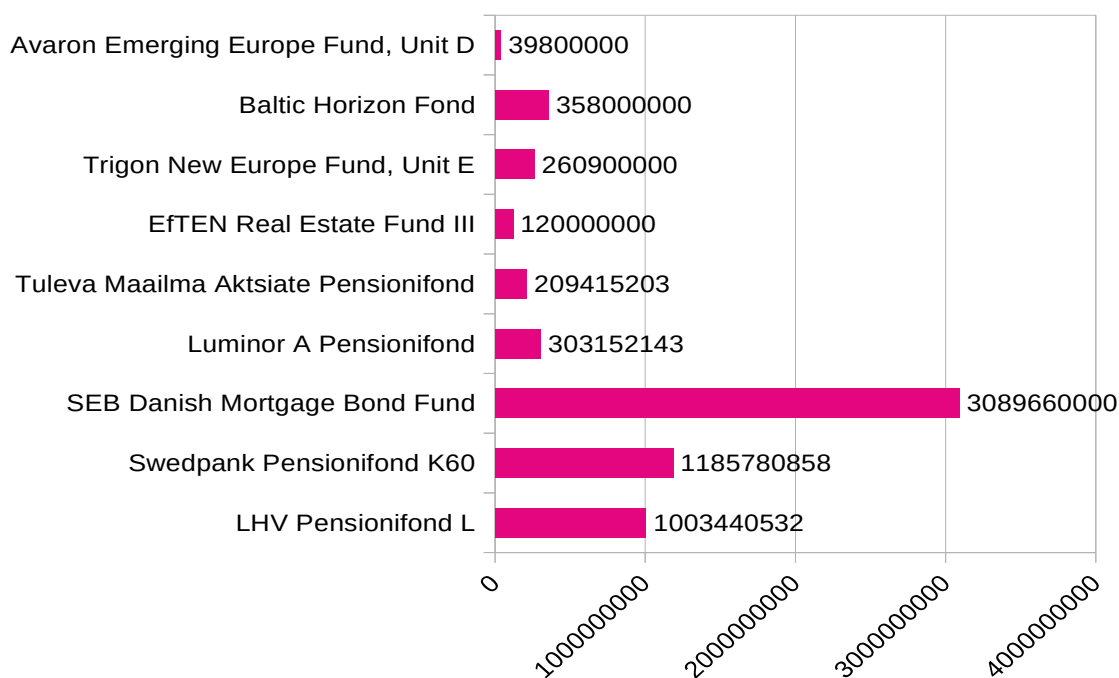 Avaron Emerging Europe Fund, Unit D 39800000
Baltic Horizon Fond 358000000
Trigon New Europe Fund, Unit E 260900000
EfTEN Real Estate Fund III 120000000
Tuleva Maailma Aktsiate Pensionifond 209415203
Luminor A Pensionifond 303152143
SEB Danish Mortgage Bond Fund 3089660000
Swedpank Pensionifond K60 1185780858
LHV Pensionifond L 1003440532
0 1000000000 2000000000 3000000000 4000000000